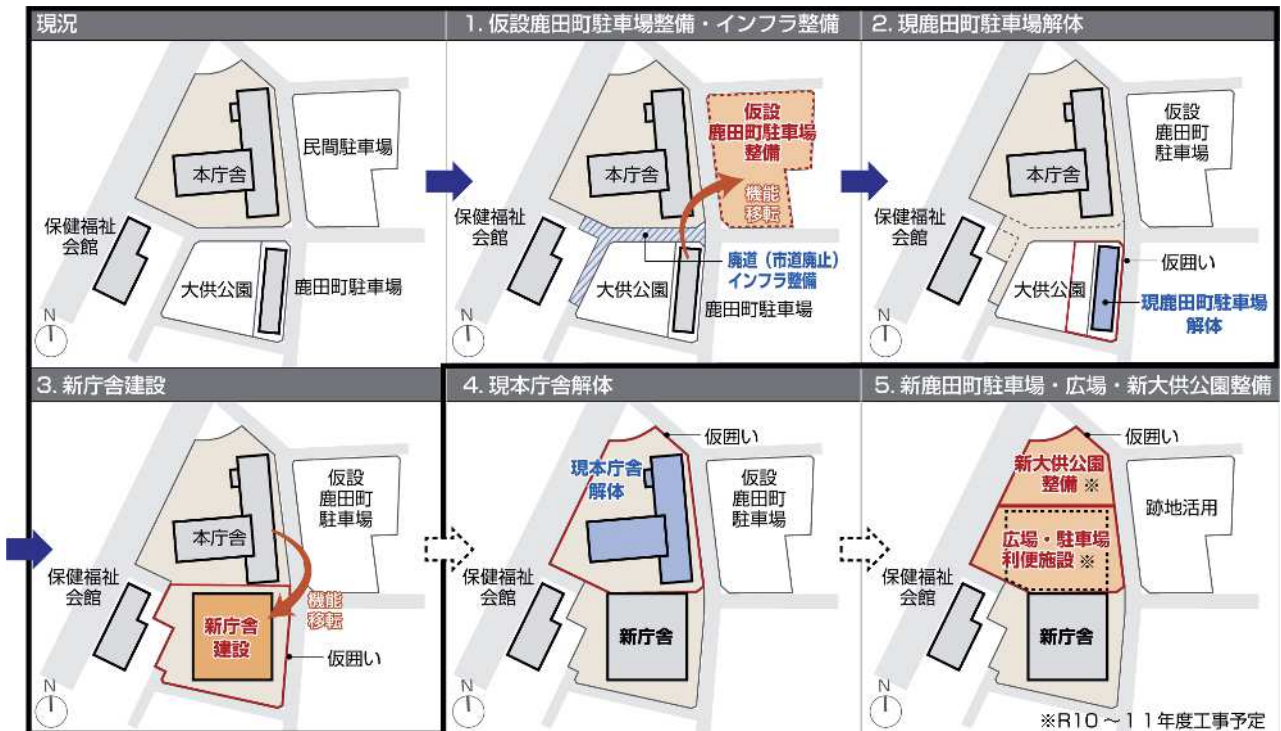 現況
民間駐車場
本庁舎
保健福祉
会館
大供公園
鹿田町駐車場
N
1. 仮設鹿田町駐車場整備・インフラ整備
仮設
鹿田町駐車場
整備
機能
移転
本庁舎
保健福祉
会館
廃道（市道廃止）
インフラ整備
大供公園
鹿田町駐車場
N
2. 現鹿田町駐車場解体
仮設
鹿田町
駐車場
本庁舎
保健福祉
会館
仮囲い
大供公園
現鹿田町駐車場
解体
N
3. 新庁舎建設
仮設
鹿田町
駐車場
本庁舎
保健福祉
会館
機能
移転
新庁舎
建設
仮囲い
N
4. 現本庁舎解体
仮囲い
現本庁舎
解体
仮設
鹿田町
駐車場
保健福祉
会館
新庁舎
N
5. 新鹿田町駐車場・広場・新大供公園整備
仮囲い
新大供公園
整備 ※
跡地活用
広場・駐車場
利便施設 ※
保健福祉
会館
新庁舎
N
※R10～11年度工事予定